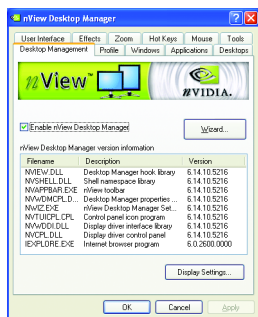 nView Desktop Manager
User Interface Effects Zoom Hot Keys Mouse Tools
Desktop Management Profile Windows Applications Desktops
nView™ nVIDIA.
Enable nView Desktop Manager
Wizard...
nView Desktop Manager version information
Filename Description Version
NVIEW.DLL Desktop Manager hook library 6.14.10.5216
NVSHELL.DLL Shell namespace library 6.14.10.5216
NVAPPBAR.EXE nView toolbar 6.14.10.5216
NVWDMCPL.D... Desktop Manager properties ... 6.14.10.5216
NWIZ.EXE nView Desktop Manager Set... 6.14.10.5216
NVTUICPL.CPL Control panel icon program 6.14.10.5216
NVWDDI.DLL Display driver interface library 6.14.10.5216
NVCPL.DLL Display driver control panel 6.14.10.5216
IEXPLORE.EXE Internet browser program 6.0.2600.0000
Display Settings...
OK Cancel Apply